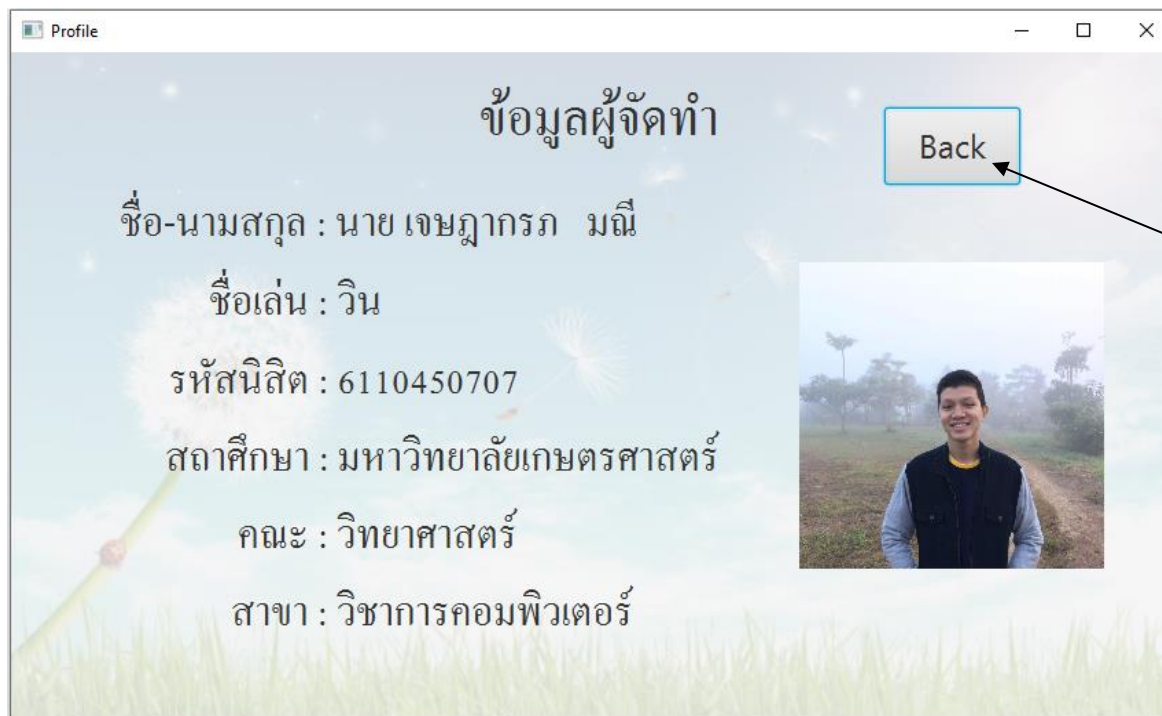 Profile
ข้อมูลผู้จัดทำ
Back
ชื่อ-นามสกุล : นาย เจษฎากรภ มณี
ชื่อเล่น : วิน
รหัสนิสิต : 6110450707
สถาศึกษา : มหาวิทยาลัยเกษตรศาสตร์
คณะ : วิทยาศาสตร์
สาขา : วิชาการคอมพิวเตอร์